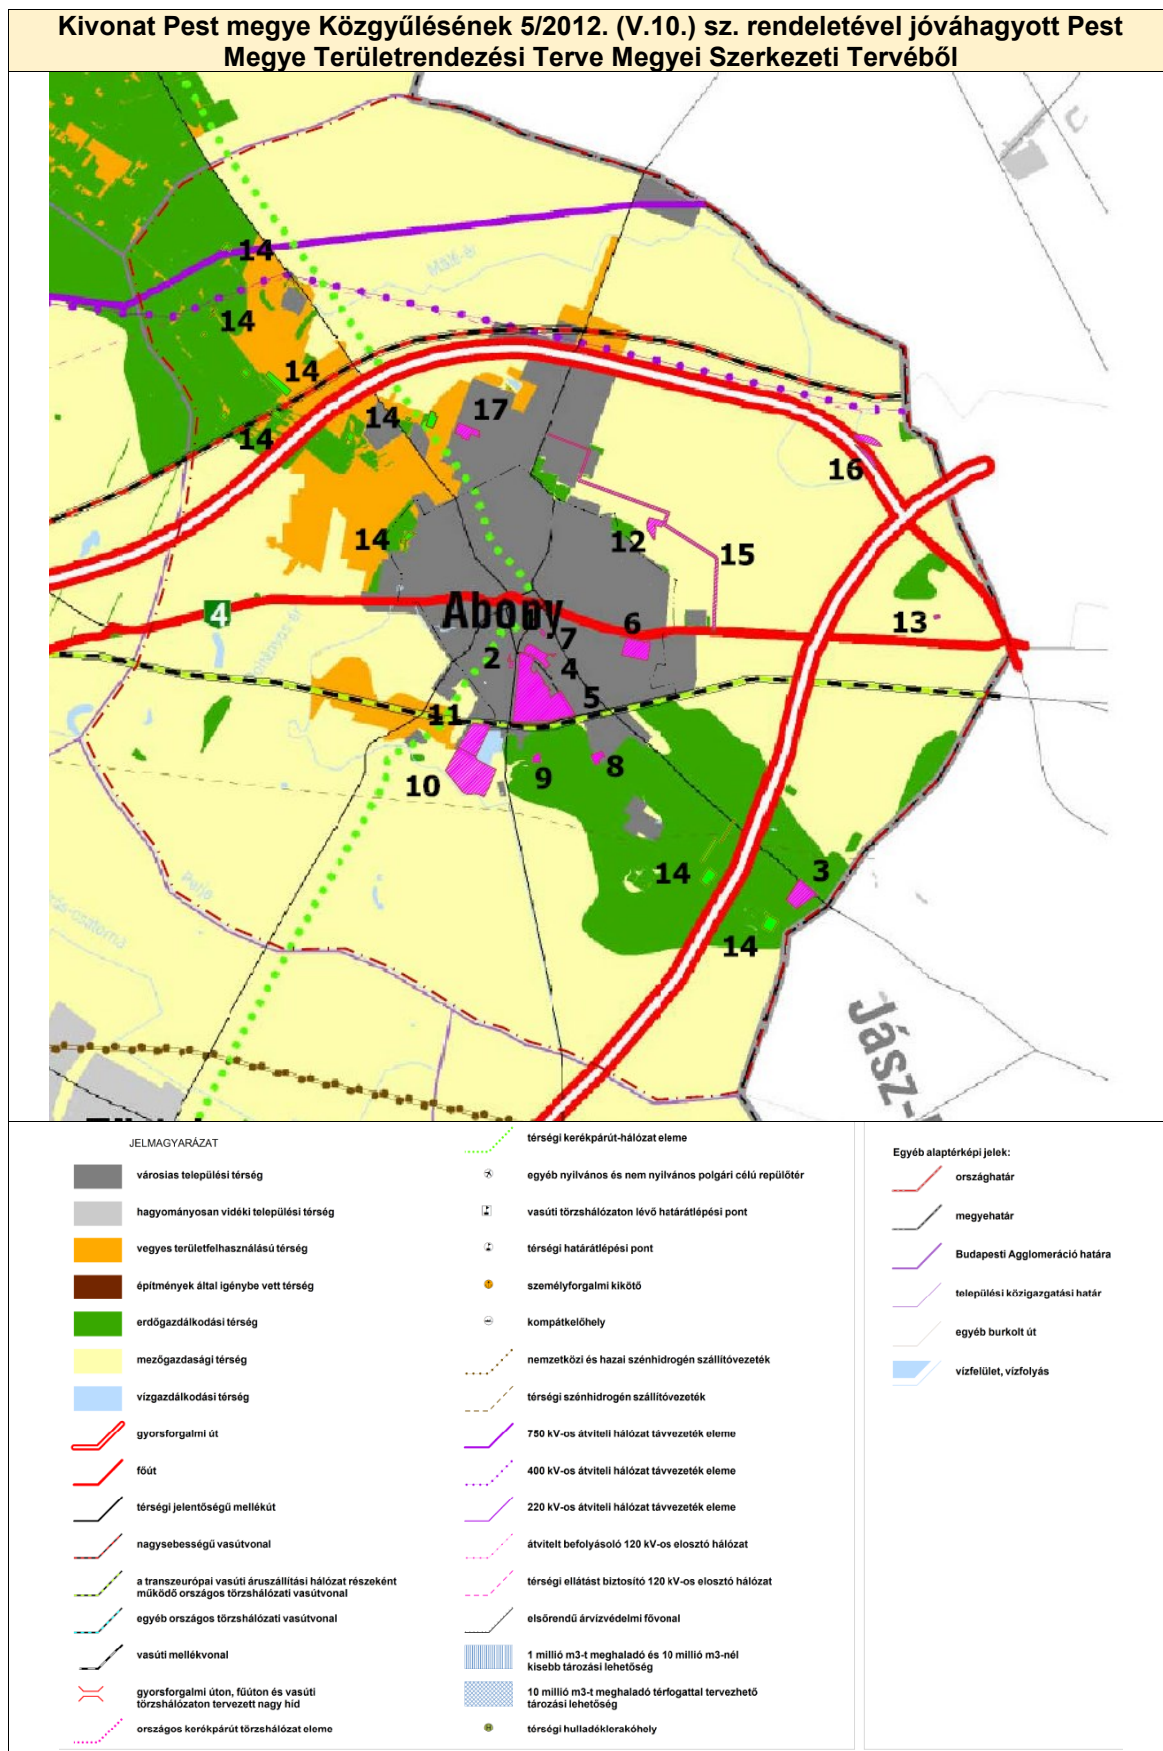 Kivonat Pest megye Közgyűlésének 5/2012. (V.10.) sz. rendeletével jóváhagyott Pest
Megye Területrendezési Terve Megyei Szerkezeti Tervéből
14
Málé-ér
14
14
14
17
14
16
14
12
15
4
Abony
1
6
13
7
2
4
5
11
10
9
8
3
14
Perje
14
Jász-
JELMAGYARÁZAT
városias települési térség
hagyományosan vidéki települési térség
vegyes területfelhasználású térség
építmények által igénybe vett térség
erdőgazdálkodási térség
mezőgazdasági térség
vízgazdálkodási térség
gyorsforgalmi út
főút
térségi jelentőségű mellékút
nagysebességű vasútvonal
a transzeurópai vasúti áruszállítási hálózat részeként
működő országos törzshálózati vasútvonal
egyéb országos törzshálózati vasútvonal
vasúti mellékvonal
gyorsforgalmi úton, főúton és vasúti
törzshálózaton tervezett nagy híd
országos kerékpárút törzshálózat eleme
térségi kerékpárút-hálózat eleme
egyéb nyilvános és nem nyilvános polgári célú repülőtér
vasúti törzshálózaton lévő határátlépési pont
térségi határátlépési pont
személyforgalmi kikötő
kompátkelőhely
nemzetközi és hazai szénhidrogén szállítóvezeték
térségi szénhidrogén szállítóvezeték
750 kV-os átviteli hálózat távvezeték eleme
400 kV-os átviteli hálózat távvezeték eleme
220 kV-os átviteli hálózat távvezeték eleme
átvitelt befolyásoló 120 kV-os elosztó hálózat
térségi ellátást biztosító 120 kV-os elosztó hálózat
elsőrendű árvízvédelmi fővonal
1 millió m3-t meghaladó és 10 millió m3-nél
kisebb tározási lehetőség
10 millió m3-t meghaladó térfogattal tervezhető
tározási lehetőség
térségi hulladéklerakóhely
Egyéb alaptérképi jelek:
országhatár
megyehatár
Budapesti Agglomeráció határa
települési közigazgatási határ
egyéb burkolt út
vízfelület, vízfolyás